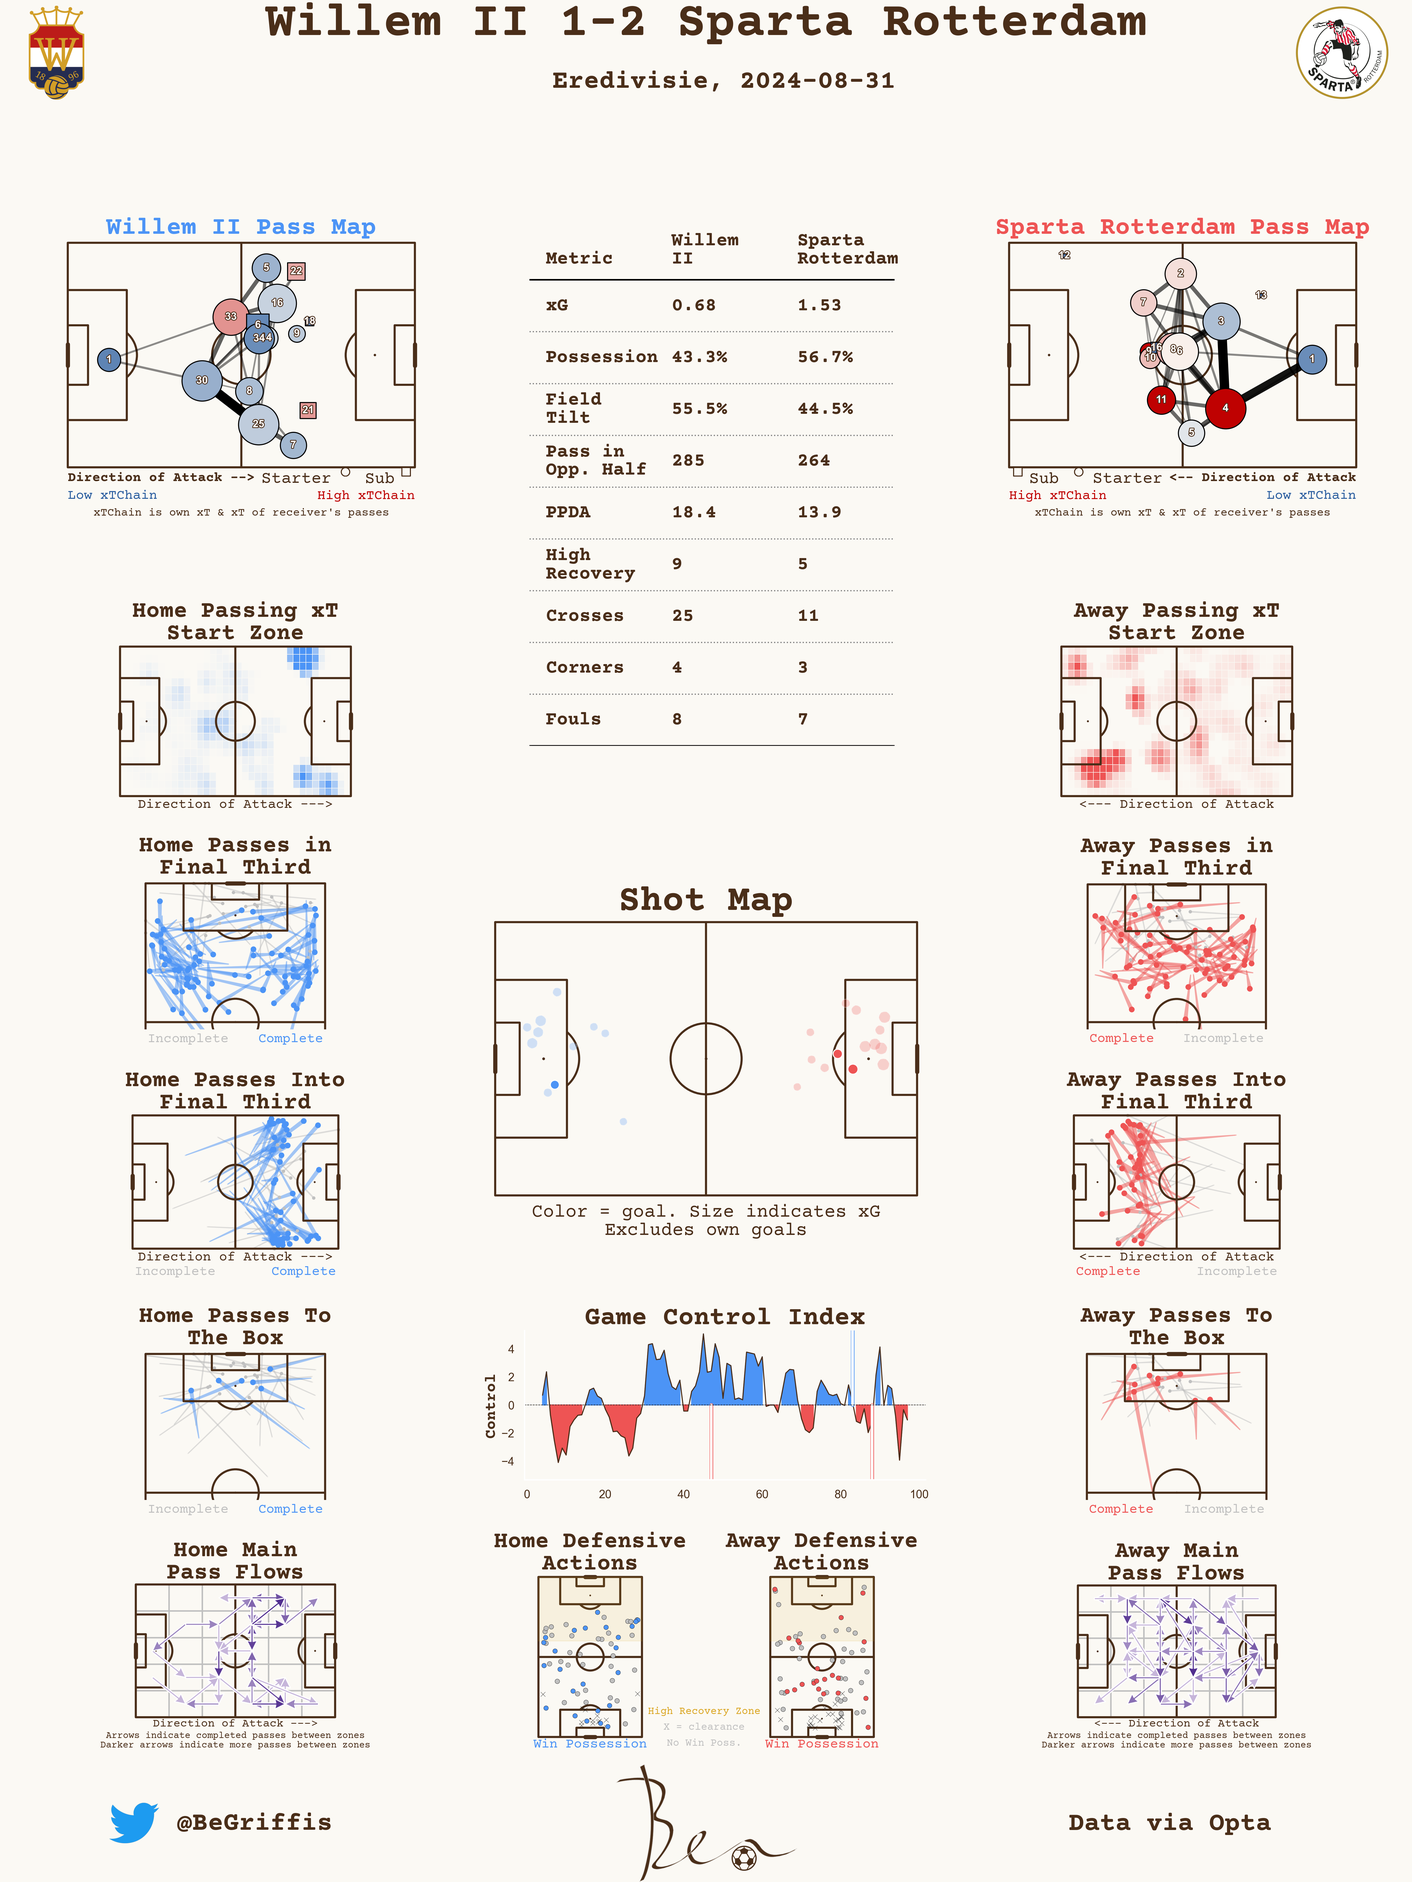 Willem II 1-2 Sparta Rotterdam
Eredivisie, 2024-08-31
18 96
SPARTA
ROTTERDAM
Willem II Pass Map
5
22
16
33
6
18
34
4
9
1
30
8
21
25
7
Direction of Attack --> Starter Sub
Low xTChain High xTChain
xTChain is own xT & xT of receiver's passes
Metric Willem II Sparta Rotterdam
xG 0.68 1.53
Possession 43.3% 56.7%
Field Tilt 55.5% 44.5%
Pass in Opp. Half 285 264
PPDA 18.4 13.9
High Recovery 9 5
Crosses 25 11
Corners 4 3
Fouls 8 7
Sparta Rotterdam Pass Map
12
2
13
7
3
8
6
10
1
11
4
5
Sub Starter <-- Direction of Attack
High xTChain Low xTChain
xTChain is own xT & xT of receiver's passes
Home Passing xT
Start Zone
Direction of Attack --->
Away Passing xT
Start Zone
<--- Direction of Attack
Home Passes in
Final Third
Incomplete Complete
Away Passes in
Final Third
Complete Incomplete
Shot Map
Color = goal. Size indicates xG
Excludes own goals
Home Passes Into
Final Third
Direction of Attack --->
Incomplete Complete
Away Passes Into
Final Third
<--- Direction of Attack
Complete Incomplete
Home Passes To
The Box
Incomplete Complete
Game Control Index
Control
4
2
0
−2
−4
0 20 40 60 80 100
Away Passes To
The Box
Complete Incomplete
Home Main
Pass Flows
Direction of Attack --->
Arrows indicate completed passes between zones
Darker arrows indicate more passes between zones
Home Defensive
Actions
Win Possession
High Recovery Zone
X = clearance
No Win Poss.
Away Defensive
Actions
Win Possession
Away Main
Pass Flows
<--- Direction of Attack
Arrows indicate completed passes between zones
Darker arrows indicate more passes between zones
@BeGriffis
Ben
Data via Opta